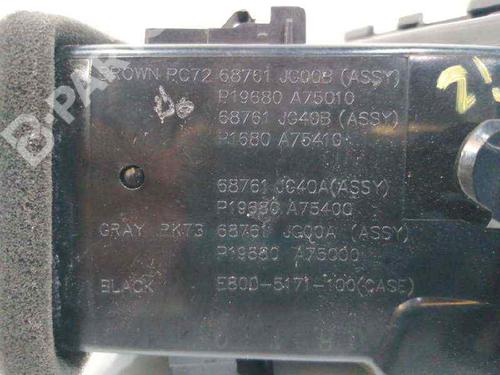 BROWN PC72 68761 JG00B (ASSY)
P19680 A75010
68761 JG40B (ASSY)
P1680 A75410
68761 JG40A(ASSY)
P19680 A75400
GRAY PK73 68761 JG00A (ASSY)
P19680 A75000
BLACK E800-5171-100(CASE)